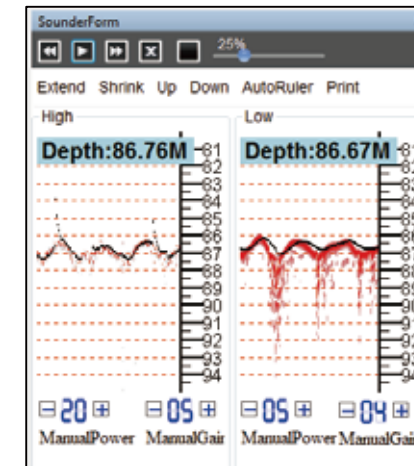 SounderForm
25%
Extend Shrink Up Down AutoRuler Print
High Low
Depth:86.76M Depth:86.67M
81
82
83
84
85
86
87
88
89
90
91
92
93
94
20 05 05 04
ManualPower ManualGain ManualPower ManualGain